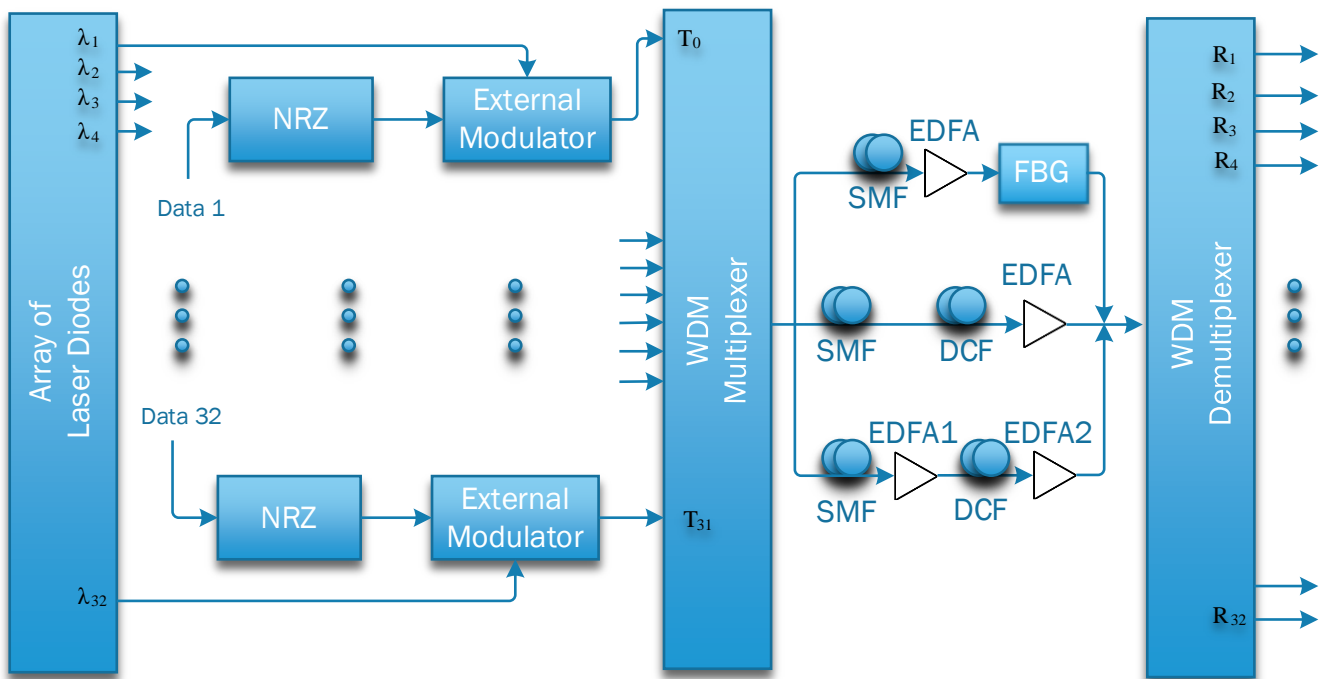 Array of
Laser Diodes
λ1
λ2
λ3
λ4
λ32
Data 1
NRZ
External
Modulator
Data 32
NRZ
External
Modulator
T0
T31
WDM
Multiplexer
SMF
EDFA
FBG
SMF
DCF
EDFA
SMF
EDFA1
DCF
EDFA2
WDM
Demultiplexer
R1
R2
R3
R4
R32